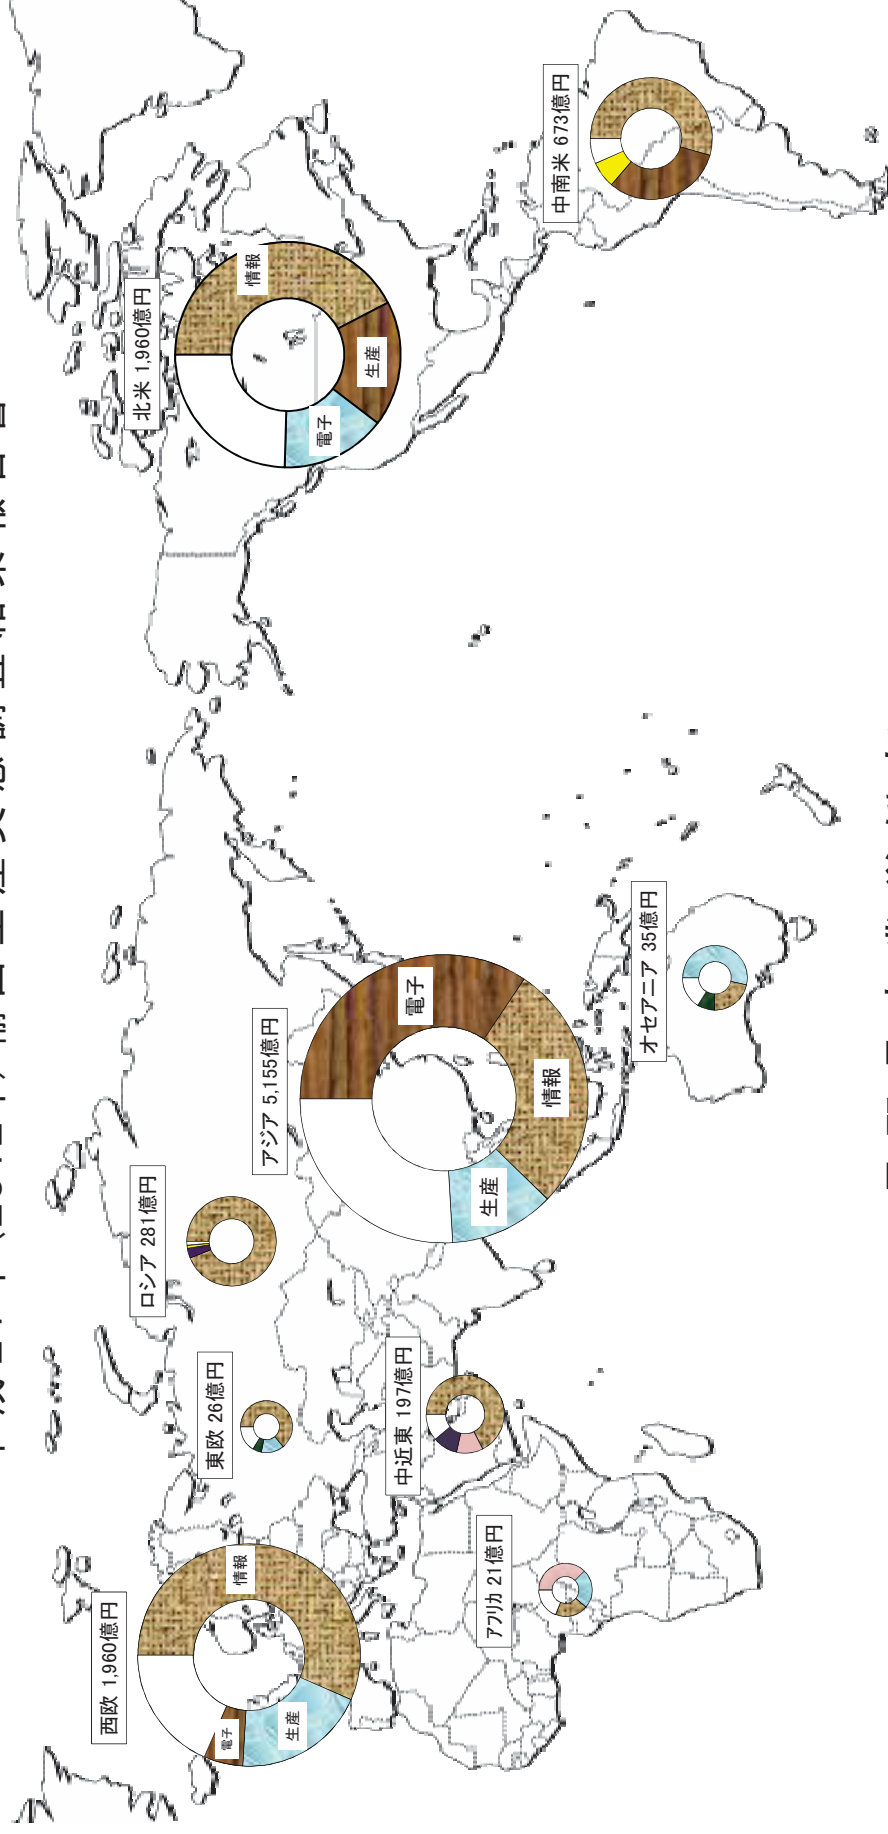 西欧 1,960億円
情報
生産
電子
東欧 26億円
ロシア 281億円
アジア 5,155億円
電子
情報
生産
中近東 197億円
アフリカ 21億円
オセアニア 35億円
北米 1,960億円
情報
生産
電子
中南米 673億円